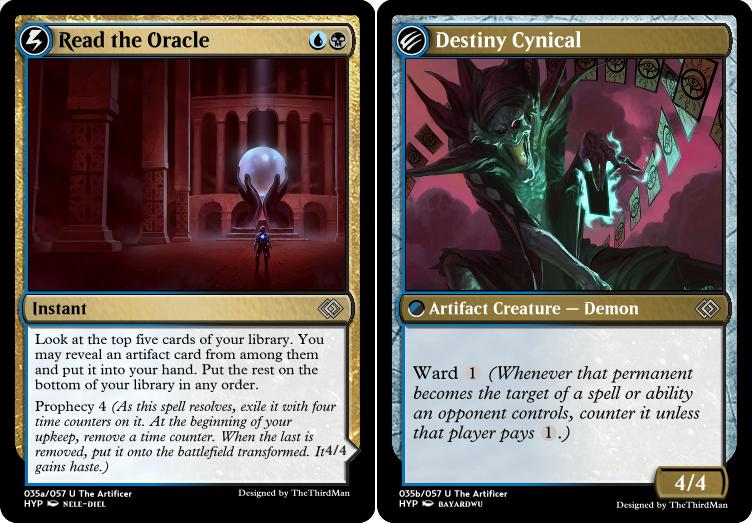 Read the Oracle
Instant
Look at the top five cards of your library. You
may reveal an artifact card from among them
and put it into your hand. Put the rest on the
bottom of your library in any order.
Prophecy 4 (As this spell resolves, exile it with four
time counters on it. At the beginning of your
upkeep, remove a time counter. When the last is
removed, put it onto the battlefield transformed. It
gains haste.)
4/4
035a/057 U The Artificer
HYP NELE-DIEL
Designed by TheThirdMan
Destiny Cynical
Artifact Creature — Demon
Ward 1 (Whenever that permanent
becomes the target of a spell or ability
an opponent controls, counter it unless
that player pays 1.)
4/4
035b/057 U The Artificer
HYP BAYARDWU
Designed by TheThirdMan